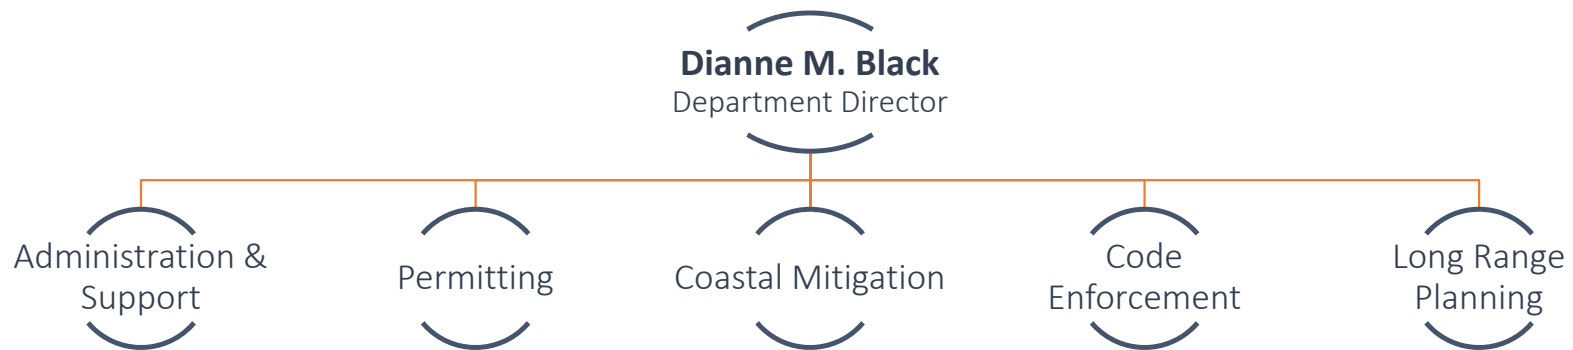 Dianne M. Black
Department Director
Administration &
Support
Permitting
Coastal Mitigation
Code
Enforcement
Long Range
Planning